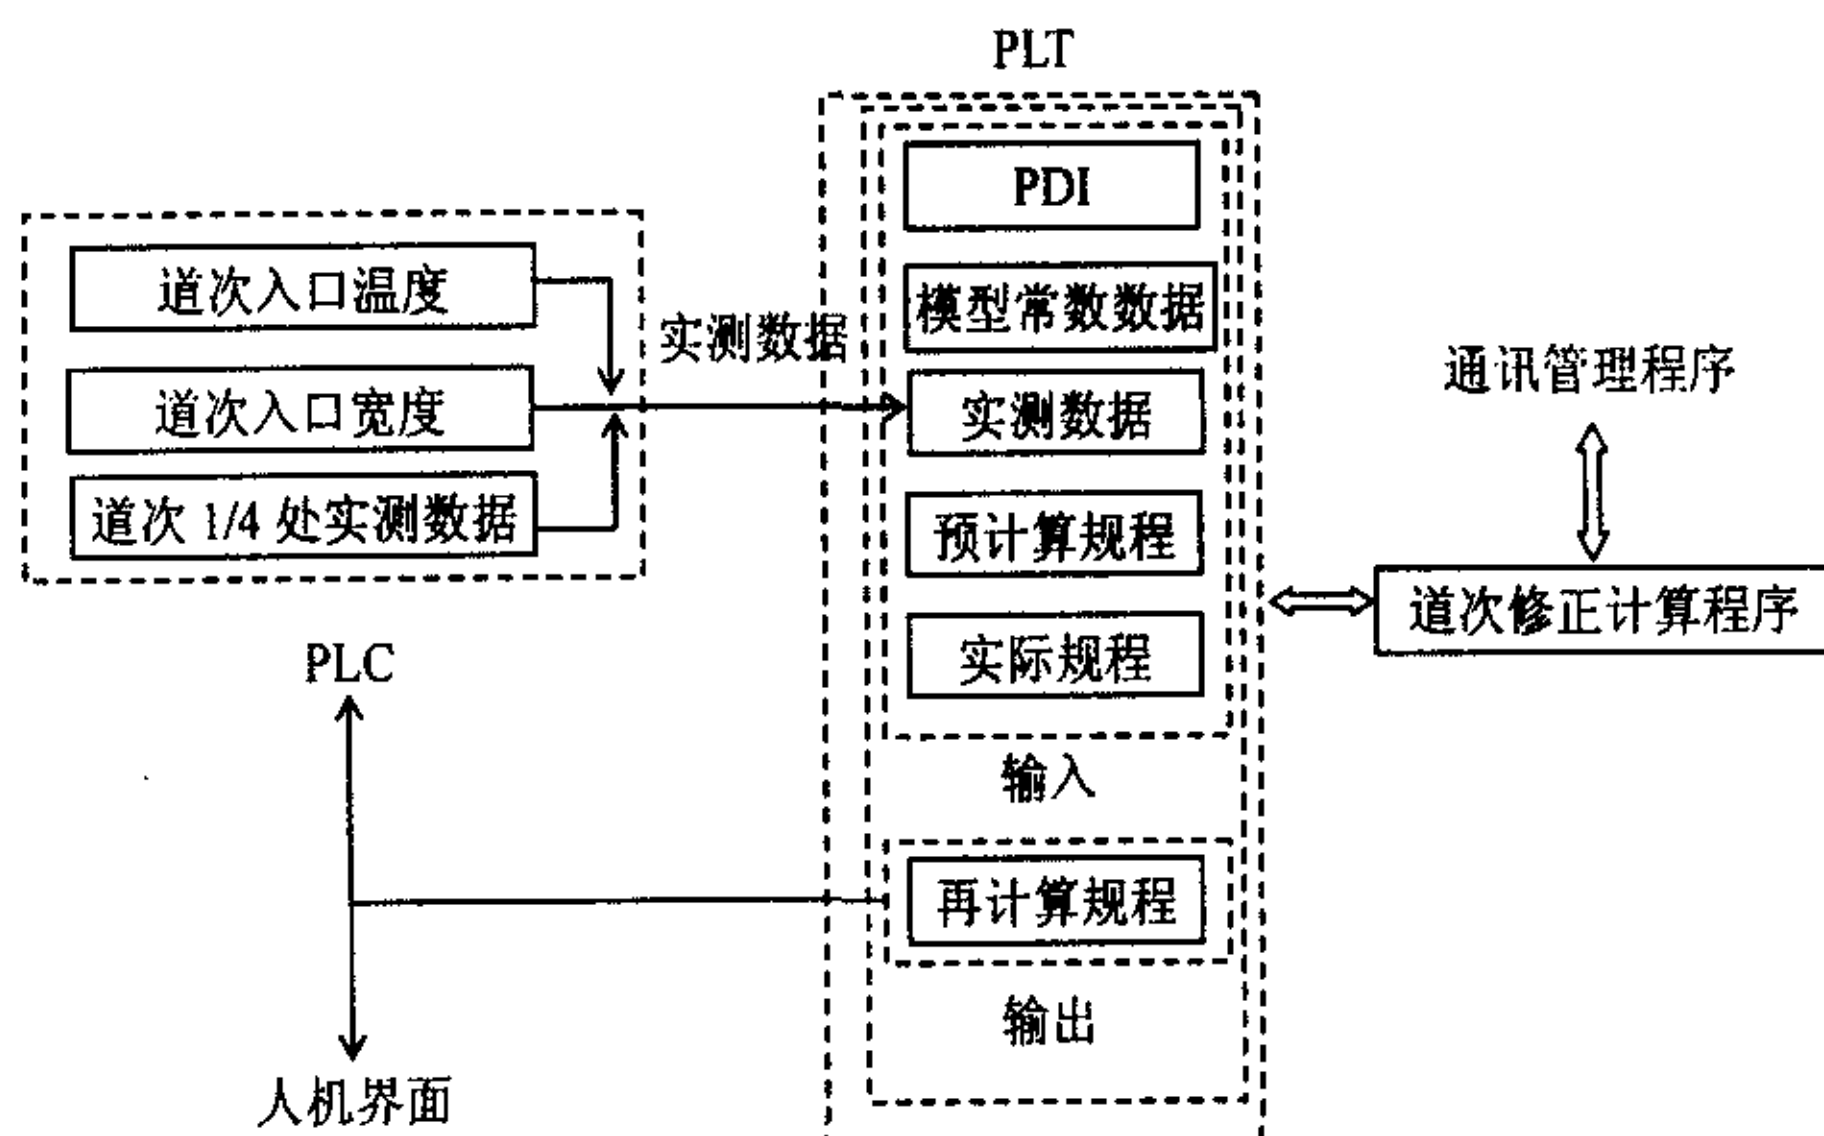 PLT
PDI
道次入口温度
模型常数数据
实测数据
通讯管理程序
道次入口宽度
实测数据
道次 1/4 处实测数据
预计算规程
道次修正计算程序
实际规程
PLC
输入
再计算规程
输出
人机界面